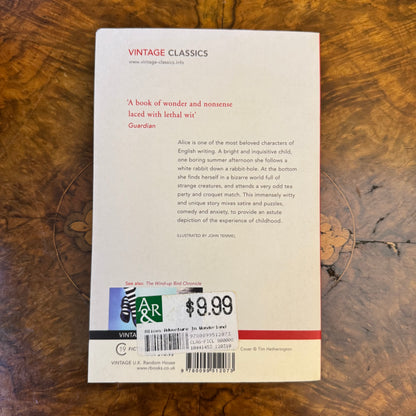 VINTAGE CLASSICS
www.vintage-classics.info
'A book of wonder and nonsense
laced with lethal wit'
Guardian
Alice is one of the most beloved characters of
English writing. A bright and inquisitive child,
one boring summer afternoon she follows a
white rabbit down a rabbit-hole. At the bottom
she finds herself in a bizarre world full of
strange creatures, and attends a very odd tea
party and croquet match. This immensely witty
and unique story mixes satire and puzzles,
comedy and anxiety, to provide an astute
depiction of the experience of childhood.
ILLUSTRATED BY JOHN TENNIEL
See also: The Wind-up Bird Chronicle
A&R
$9.99
Alices Adventure In Wonderland
VINTAGE U.K. Random House
www.rbooks.co.uk
Cover © Tim Hetherington